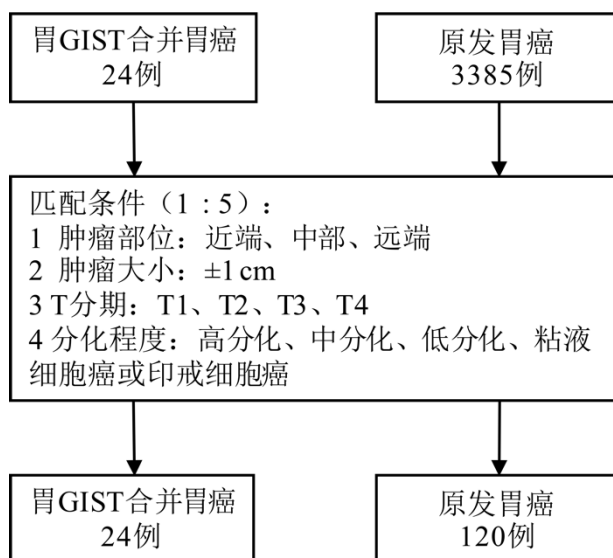 胃GIST合并胃癌
24例
原发胃癌
3385例
匹配条件（1：5）：
1 肿瘤部位：近端、中部、远端
2 肿瘤大小：±1 cm
3 T分期：T1、T2、T3、T4
4 分化程度：高分化、中分化、低分化、粘液
细胞癌或印戒细胞癌
胃GIST合并胃癌
24例
原发胃癌
120例